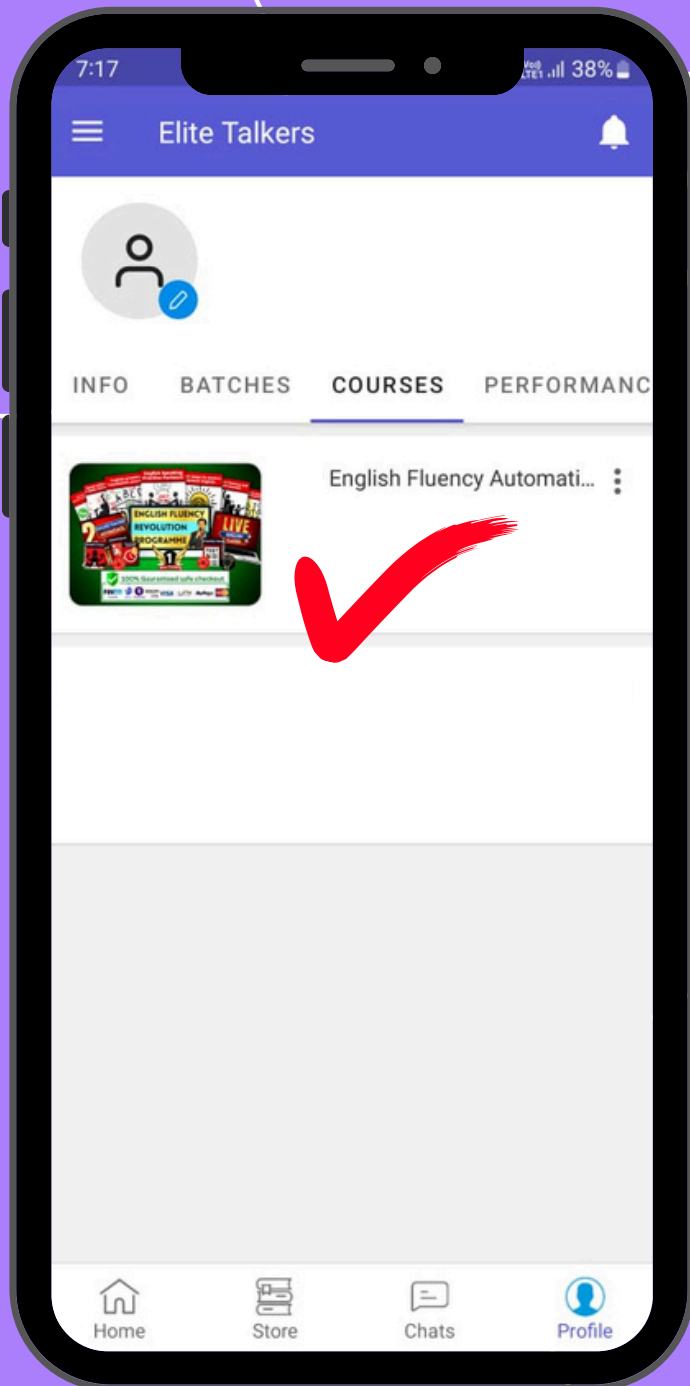 7:17
38%
Elite Talkers
INFO BATCHES COURSES PERFORMANC
English Fluency Automati...
ENGLISH FLUENCY
REVOLUTION
PROGRAMME
LIVE
100% Guaranteed safe checkout
VISA
Home Store Chats Profile